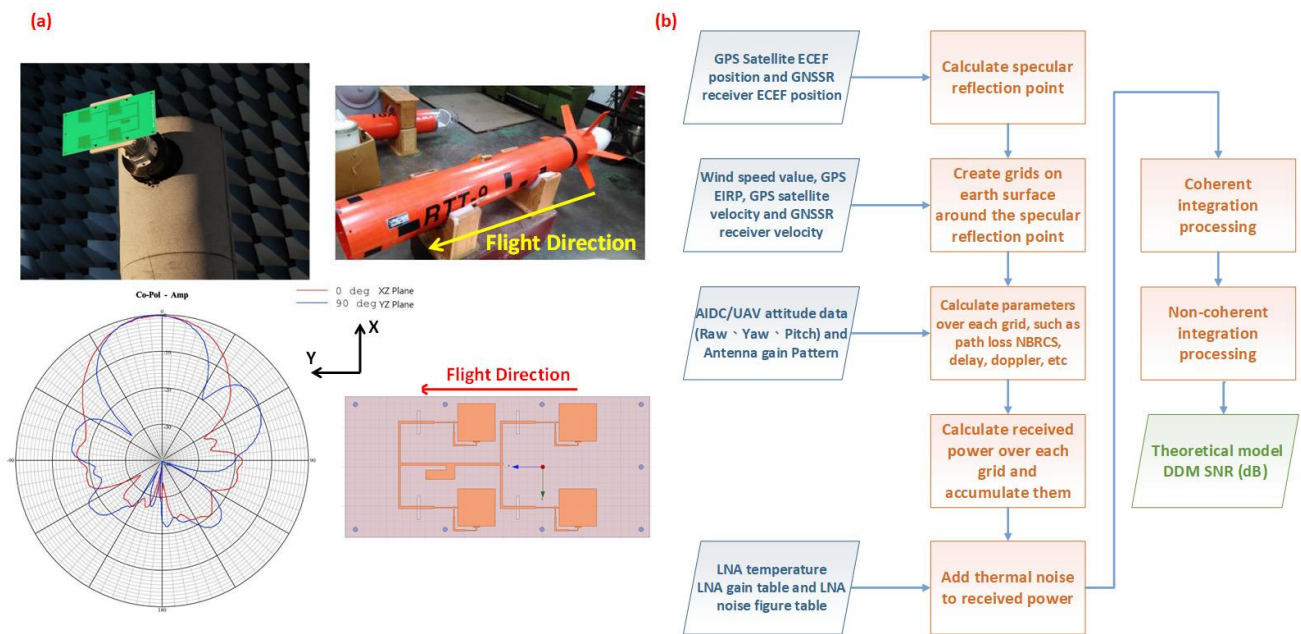 (a)
RTT-9
Flight Direction
Co-Pol - Amp
0 deg XZ Plane
90 deg YZ Plane
X
Y
-90
90
180
Flight Direction
(b)
GPS Satellite ECEF
position and GNSSR
receiver ECEF position
Calculate specular
reflection point
Wind speed value, GPS
EIRP, GPS satellite
velocity and GNSSR
receiver velocity
Create grids on
earth surface
around the specular
reflection point
Coherent
integration
processing
AIDC/UAV attitude data
(Raw、Yaw、Pitch) and
Antenna gain Pattern
Calculate parameters
over each grid, such as
path loss NBRCS,
delay, doppler, etc
Non-coherent
integration
processing
Calculate received
power over each
grid and
accumulate them
Theoretical model
DDM SNR (dB)
LNA temperature
LNA gain table and LNA
noise figure table
Add thermal noise
to received power